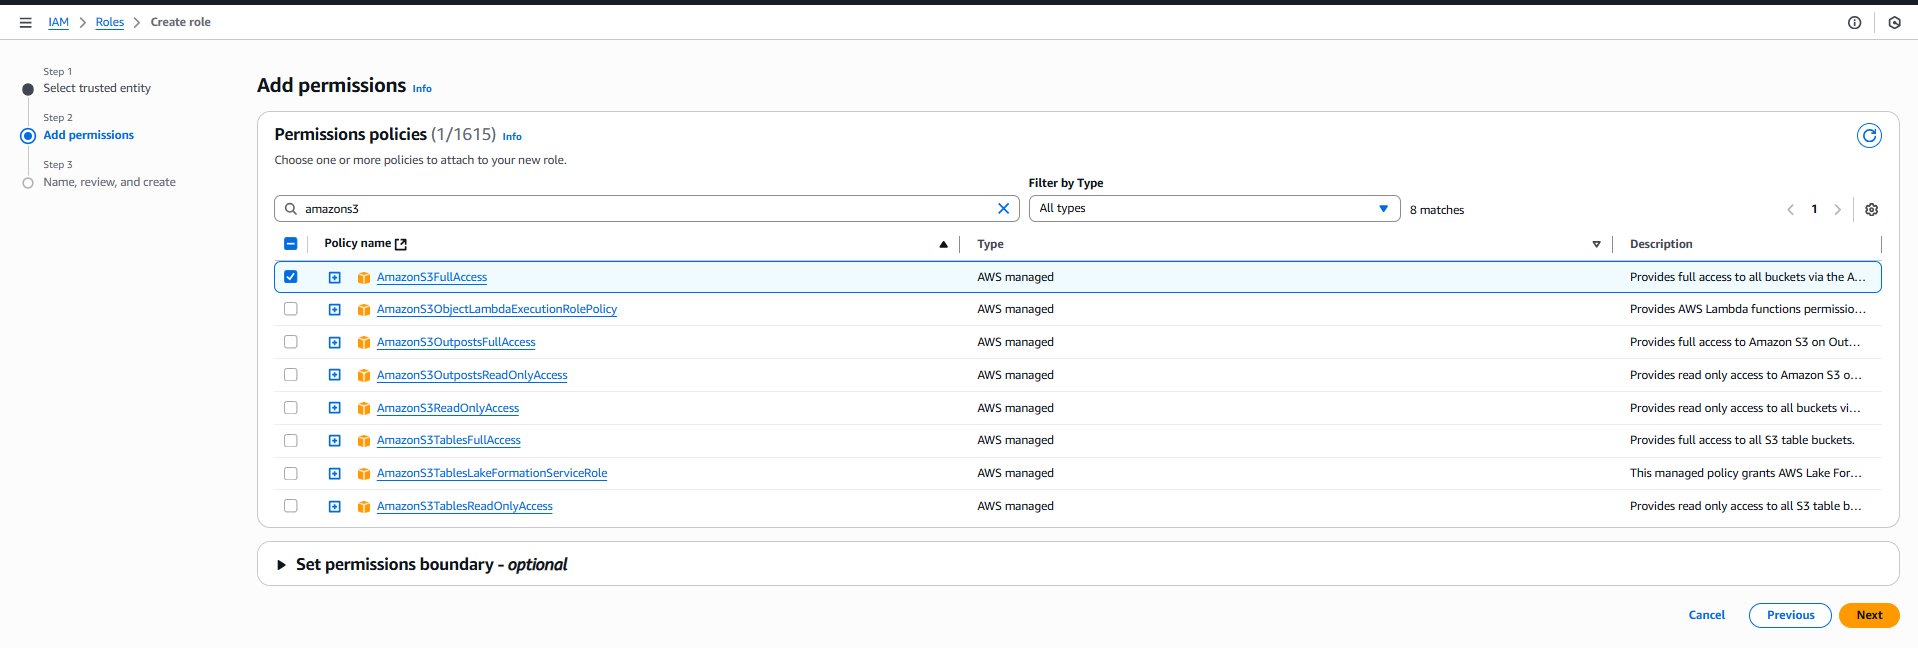 IAM > Roles > Create role
Step 1
Select trusted entity
Step 2
Add permissions
Step 3
Name, review, and create
Add permissions Info
Permissions policies (1/1615) Info
Choose one or more policies to attach to your new role.
Filter by Type
amazons3
All types
8 matches
1
Policy name
Type
Description
AmazonS3FullAccess AWS managed Provides full access to all buckets via the A...
AmazonS3ObjectLambdaExecutionRolePolicy AWS managed Provides AWS Lambda functions permissio...
AmazonS3OutpostsFullAccess AWS managed Provides full access to Amazon S3 on Out...
AmazonS3OutpostsReadOnlyAccess AWS managed Provides read only access to Amazon S3 o...
AmazonS3ReadOnlyAccess AWS managed Provides read only access to all buckets vi...
AmazonS3TablesFullAccess AWS managed Provides full access to all S3 table buckets.
AmazonS3TablesLakeFormationServiceRole AWS managed This managed policy grants AWS Lake For...
AmazonS3TablesReadOnlyAccess AWS managed Provides read only access to all S3 table b...
Set permissions boundary - optional
Cancel
Previous
Next